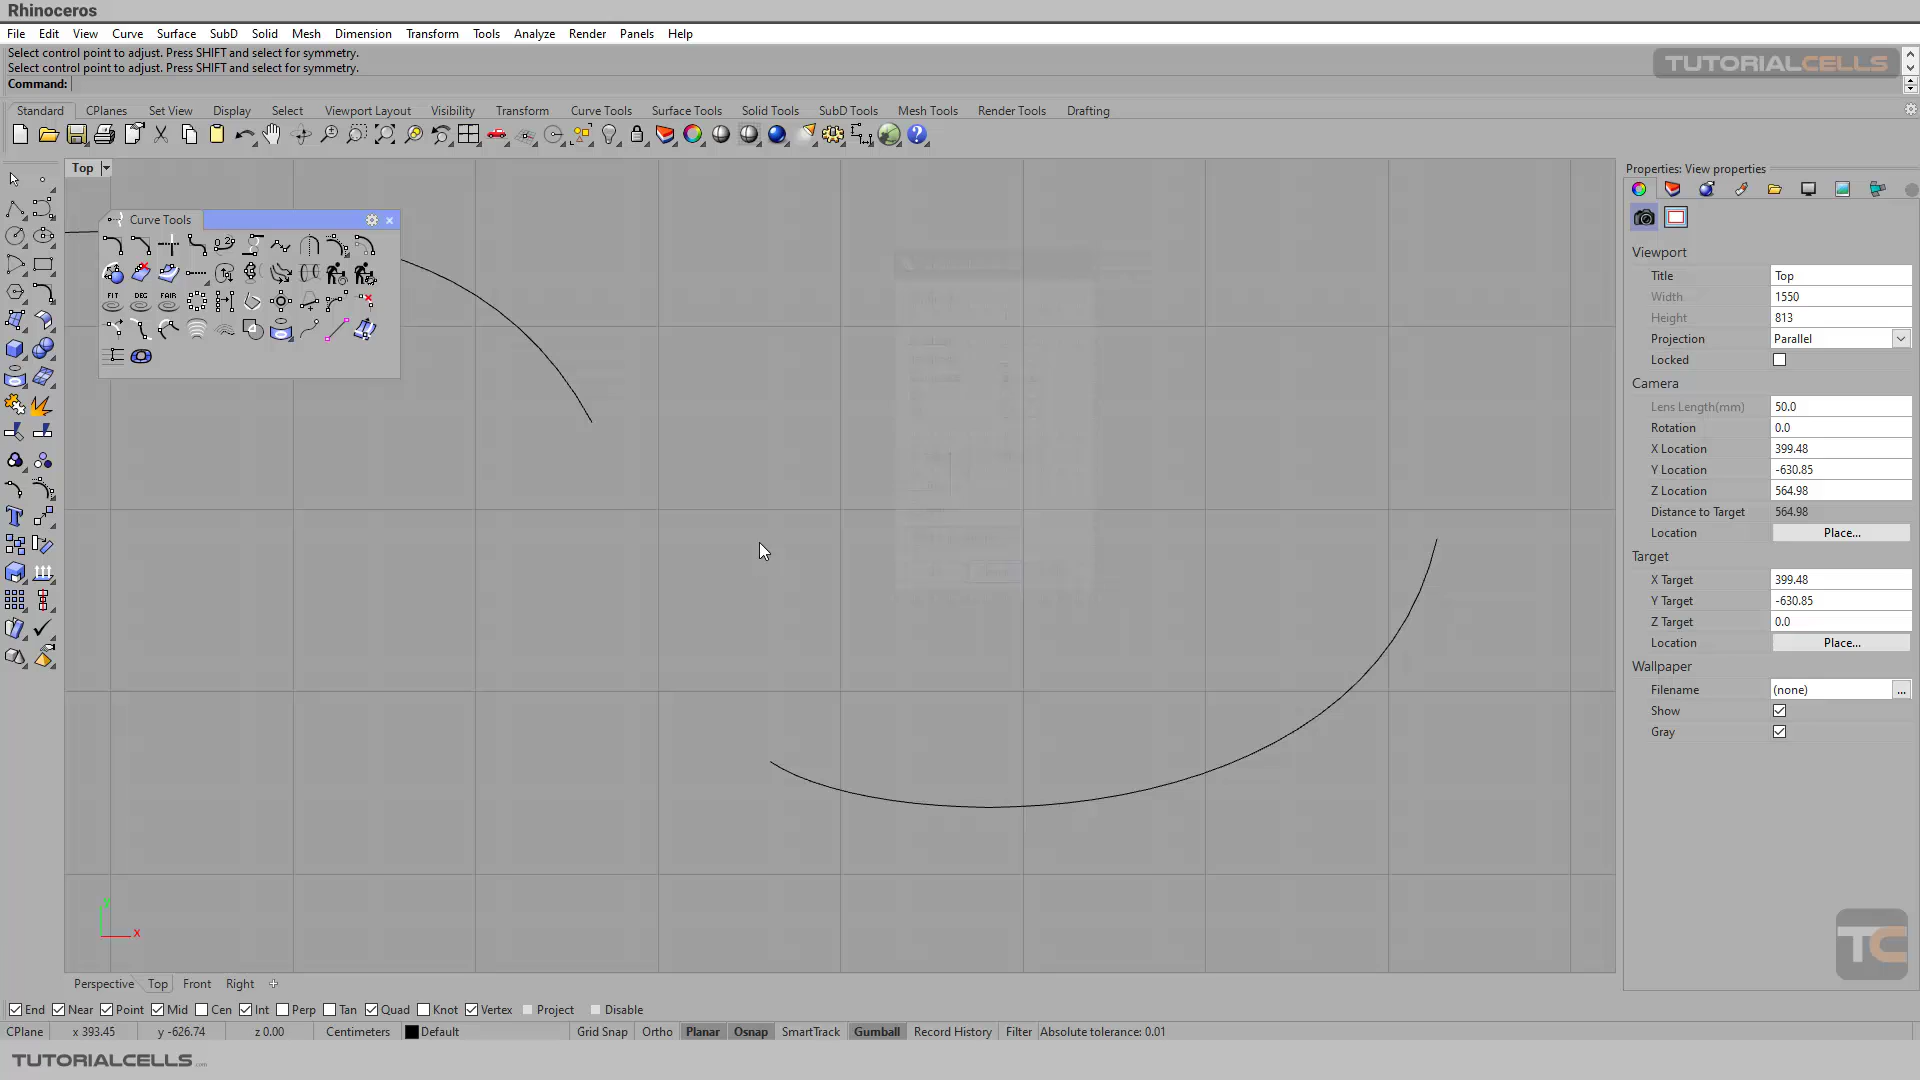 Rhinoceros
File Edit View Curve Surface SubD Solid Mesh Dimension Transform Tools Analyze Render Panels Help
Select control point to adjust. Press SHIFT and select for symmetry.
Select control point to adjust. Press SHIFT and select for symmetry.
Command:
TUTORIALCELLS
Standard CPlanes Set View Display Select Viewport Layout Visibility Transform Curve Tools Surface Tools Solid Tools SubD Tools Mesh Tools Render Tools Drafting
Top
Curve Tools
FIT DEG FAIR
Properties: View properties
Viewport
Title Top
Width 1550
Height 813
Projection Parallel
Locked
Camera
Lens Length(mm) 50.0
Rotation 0.0
X Location 399.48
Y Location -630.85
Z Location 564.98
Distance to Target 564.98
Location Place...
Target
X Target 399.48
Y Target -630.85
Z Target 0.0
Location Place...
Wallpaper
Filename (none) ...
Show
Gray
y
x
TC
Perspective Top Front Right
End Near Point Mid Cen Int Perp Tan Quad Knot Vertex Project Disable
CPlane x 393.45 y -626.74 z 0.00 Centimeters Default Grid Snap Ortho Planar Osnap SmartTrack Gumball Record History Filter Absolute tolerance: 0.01
TUTORIALCELLS